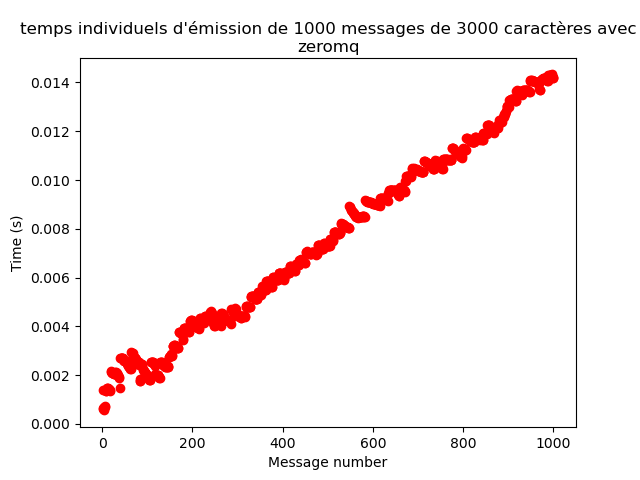 temps individuels d'émission de 1000 messages de 3000 caractères avec
zeromq
0.014
0.012
0.010
0.008
0.006
0.004
0.002
0.000
Time (s)
0 200 400 600 800 1000
Message number